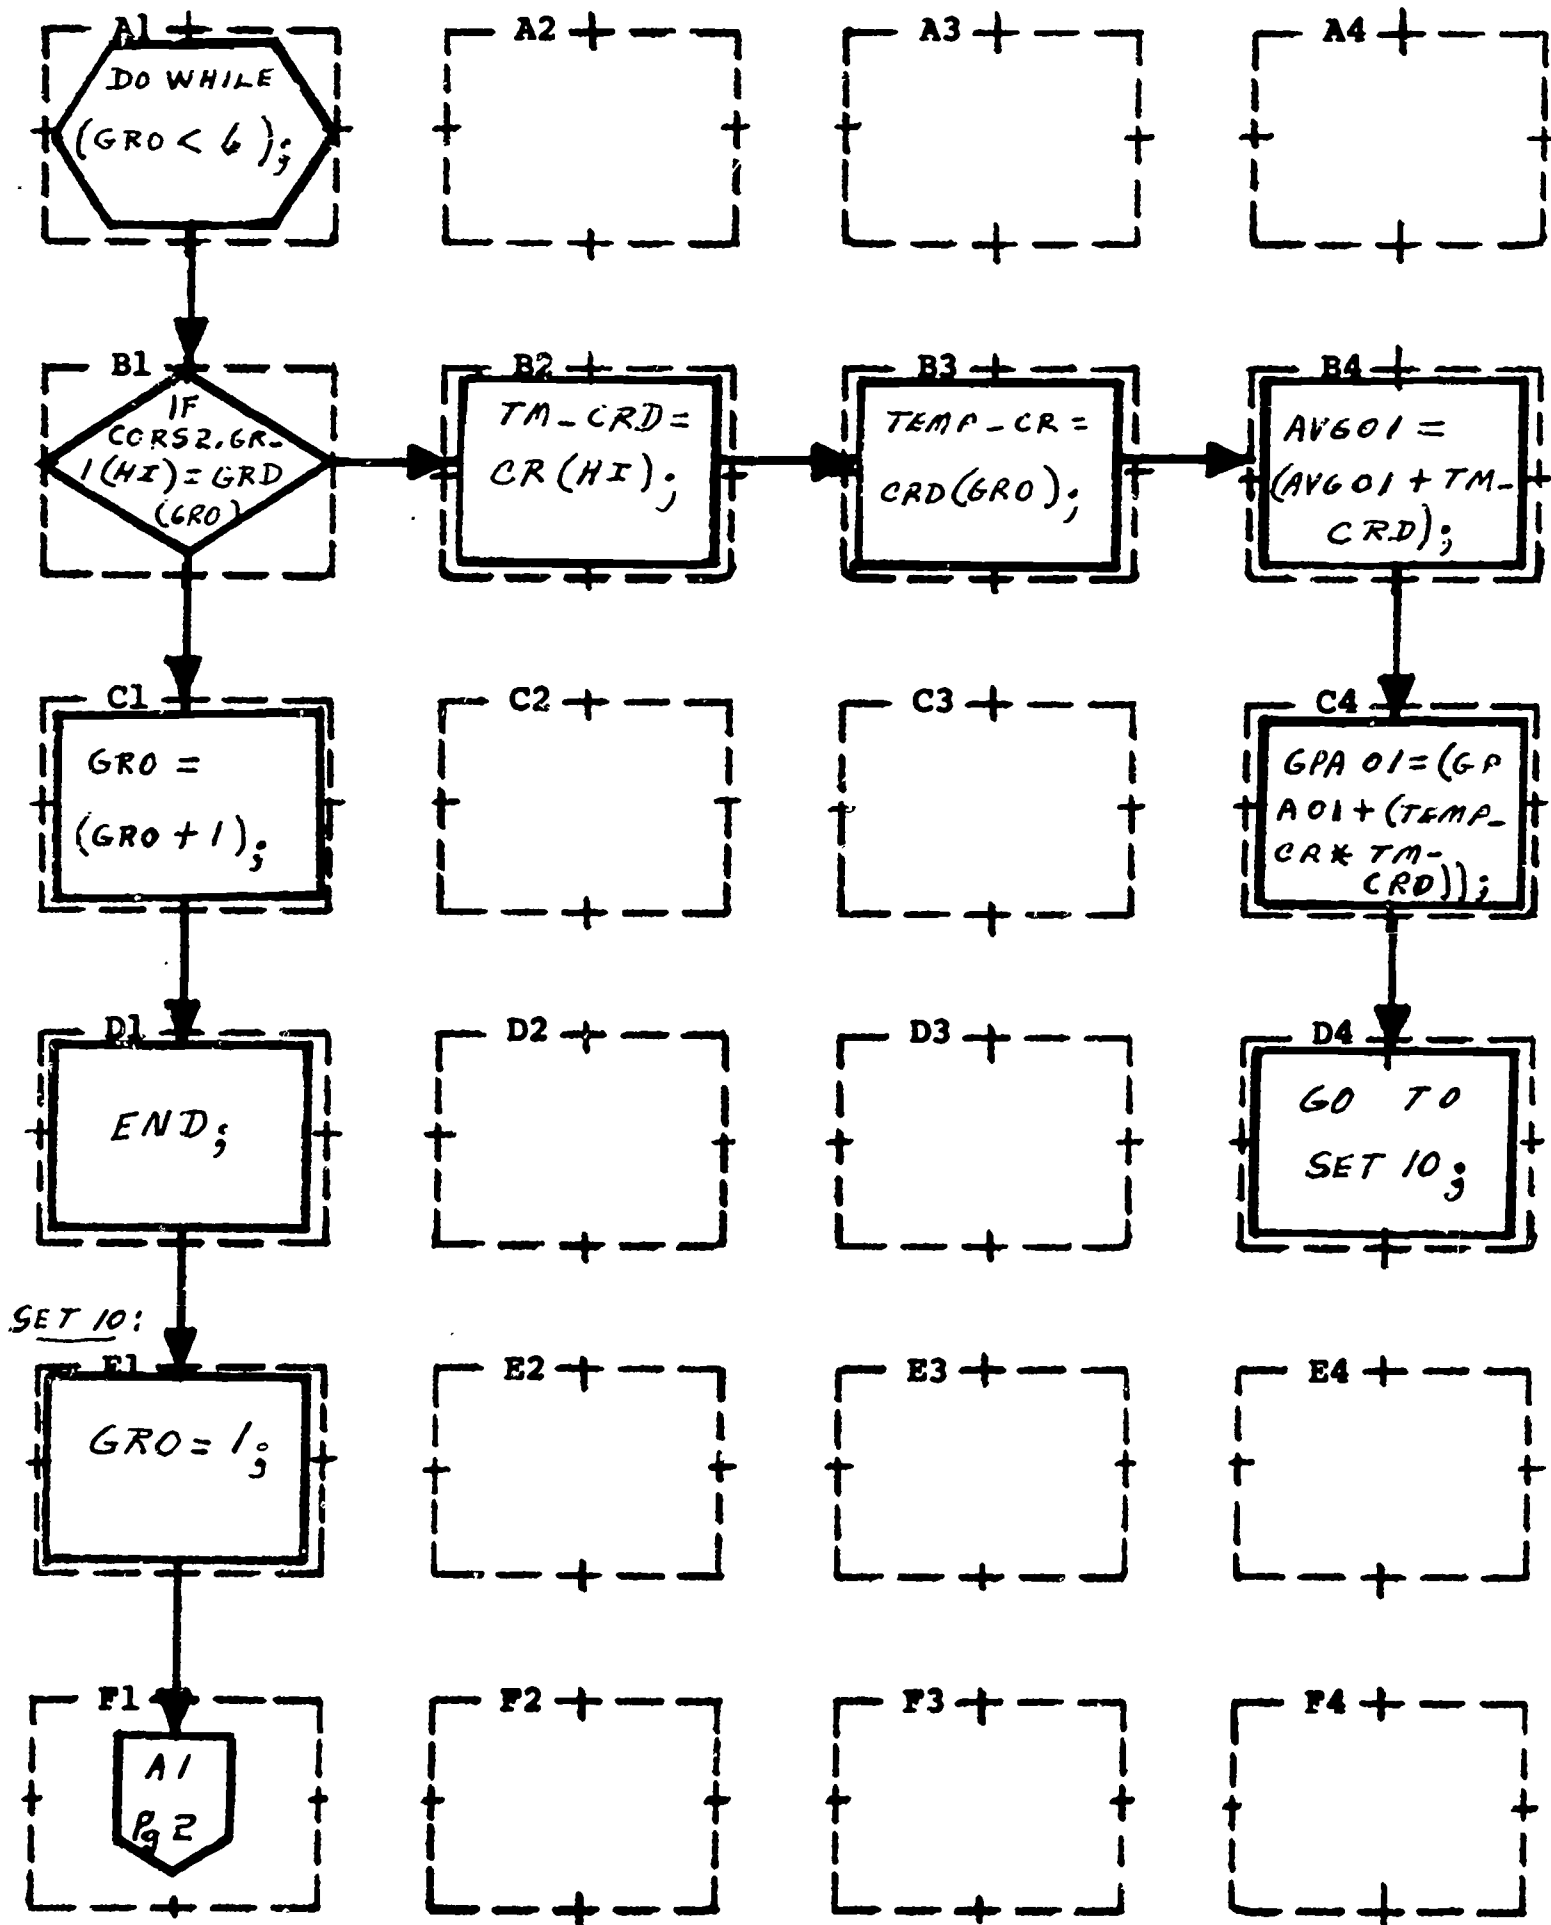 A1 A2 A3 A4
DO WHILE
(GRO < 6);
B1 B2 B3 B4
IF
CORS2.GR-
1(HI)=GRD
(GRO)
TM_CRD=
CR(HI);
TEMP_CR=
CRD(GRO);
AVG01=
(AVG01+TM-
CRD);
C1 C2 C3 C4
GRO =
(GRO+1);
GPA 01=(GP
A01+(TEMP_
CR* TM-
CRD));
D1 D2 D3 D4
END;
GO TO
SET 10;
SET 10:
E1 E2 E3 E4
GRO=1;
F1 F2 F3 F4
A1
Pg 2